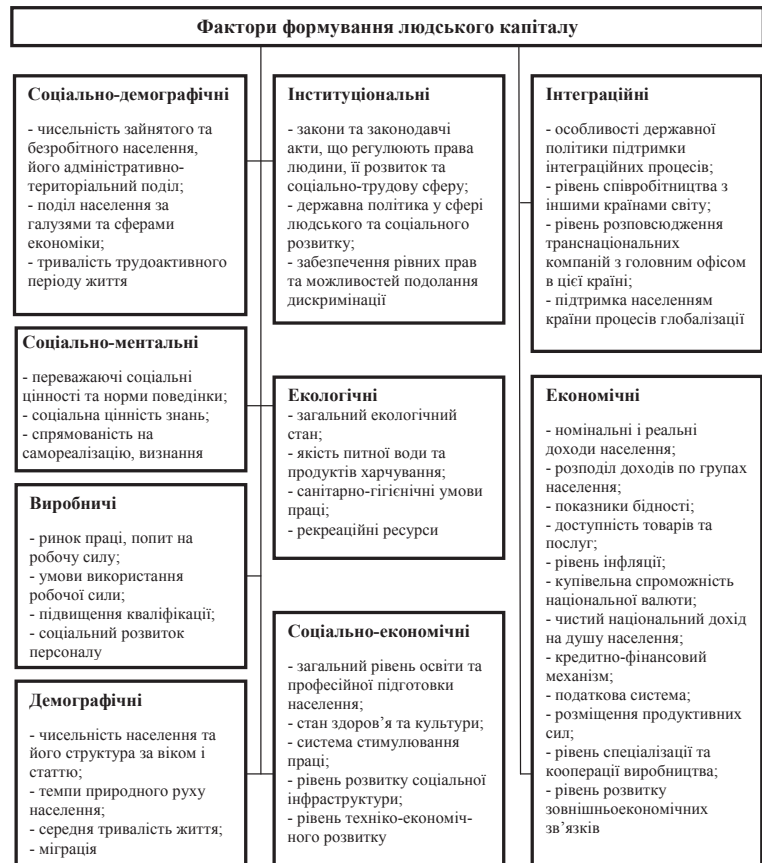 Фактори формування людського капіталу
Соціально-демографічні
- чисельність зайнятого та
безробітного населення,
його адміністративно-
територіальний поділ;
- поділ населення за
галузями та сферами
економіки;
- тривалість трудоактивного
періоду життя
Соціально-ментальні
- переважаючі соціальні
цінності та норми поведінки;
- соціальна цінність знань;
- спрямованість на
самореалізацію, визнання
Виробничі
- ринок праці, попит на
робочу силу;
- умови використання
робочої сили;
- підвищення кваліфікації;
- соціальний розвиток
персоналу
Демографічні
- чисельність населення та
його структура за віком і
статтю;
- темпи природного руху
населення;
- середня тривалість життя;
- міграція
Інституціональні
- закони та законодавчі
акти, що регулюють права
людини, її розвиток та
соціально-трудову сферу;
- державна політика у сфері
людського та соціального
розвитку;
- забезпечення рівних прав
та можливостей подолання
дискримінації
Екологічні
- загальний екологічний
стан;
- якість питної води та
продуктів харчування;
- санітарно-гігієнічні умови
праці;
- рекреаційні ресурси
Соціально-економічні
- загальний рівень освіти та
професійної підготовки
населення;
- стан здоров’я та культури;
- система стимулювання
праці;
- рівень розвитку соціальної
інфраструктури;
- рівень техніко-економіч-
ного розвитку
Інтеграційні
- особливості державної
політики підтримки
інтеграційних процесів;
- рівень співробітництва з
іншими країнами світу;
- рівень розповсюдження
транснаціональних
компаній з головним офісом
в цієї країні;
- підтримка населенням
країни процесів глобалізації
Економічні
- номінальні і реальні
доходи населення;
- розподіл доходів по групах
населення;
- показники бідності;
- доступність товарів та
послуг;
- рівень інфляції;
- купівельна спроможність
національної валюти;
- чистий національний дохід
на душу населення;
- кредитно-фінансовий
механізм;
- податкова система;
- розміщення продуктивних
сил;
- рівень спеціалізації та
кооперації виробництва;
- рівень розвитку
зовнішньоекономічних
зв’язків